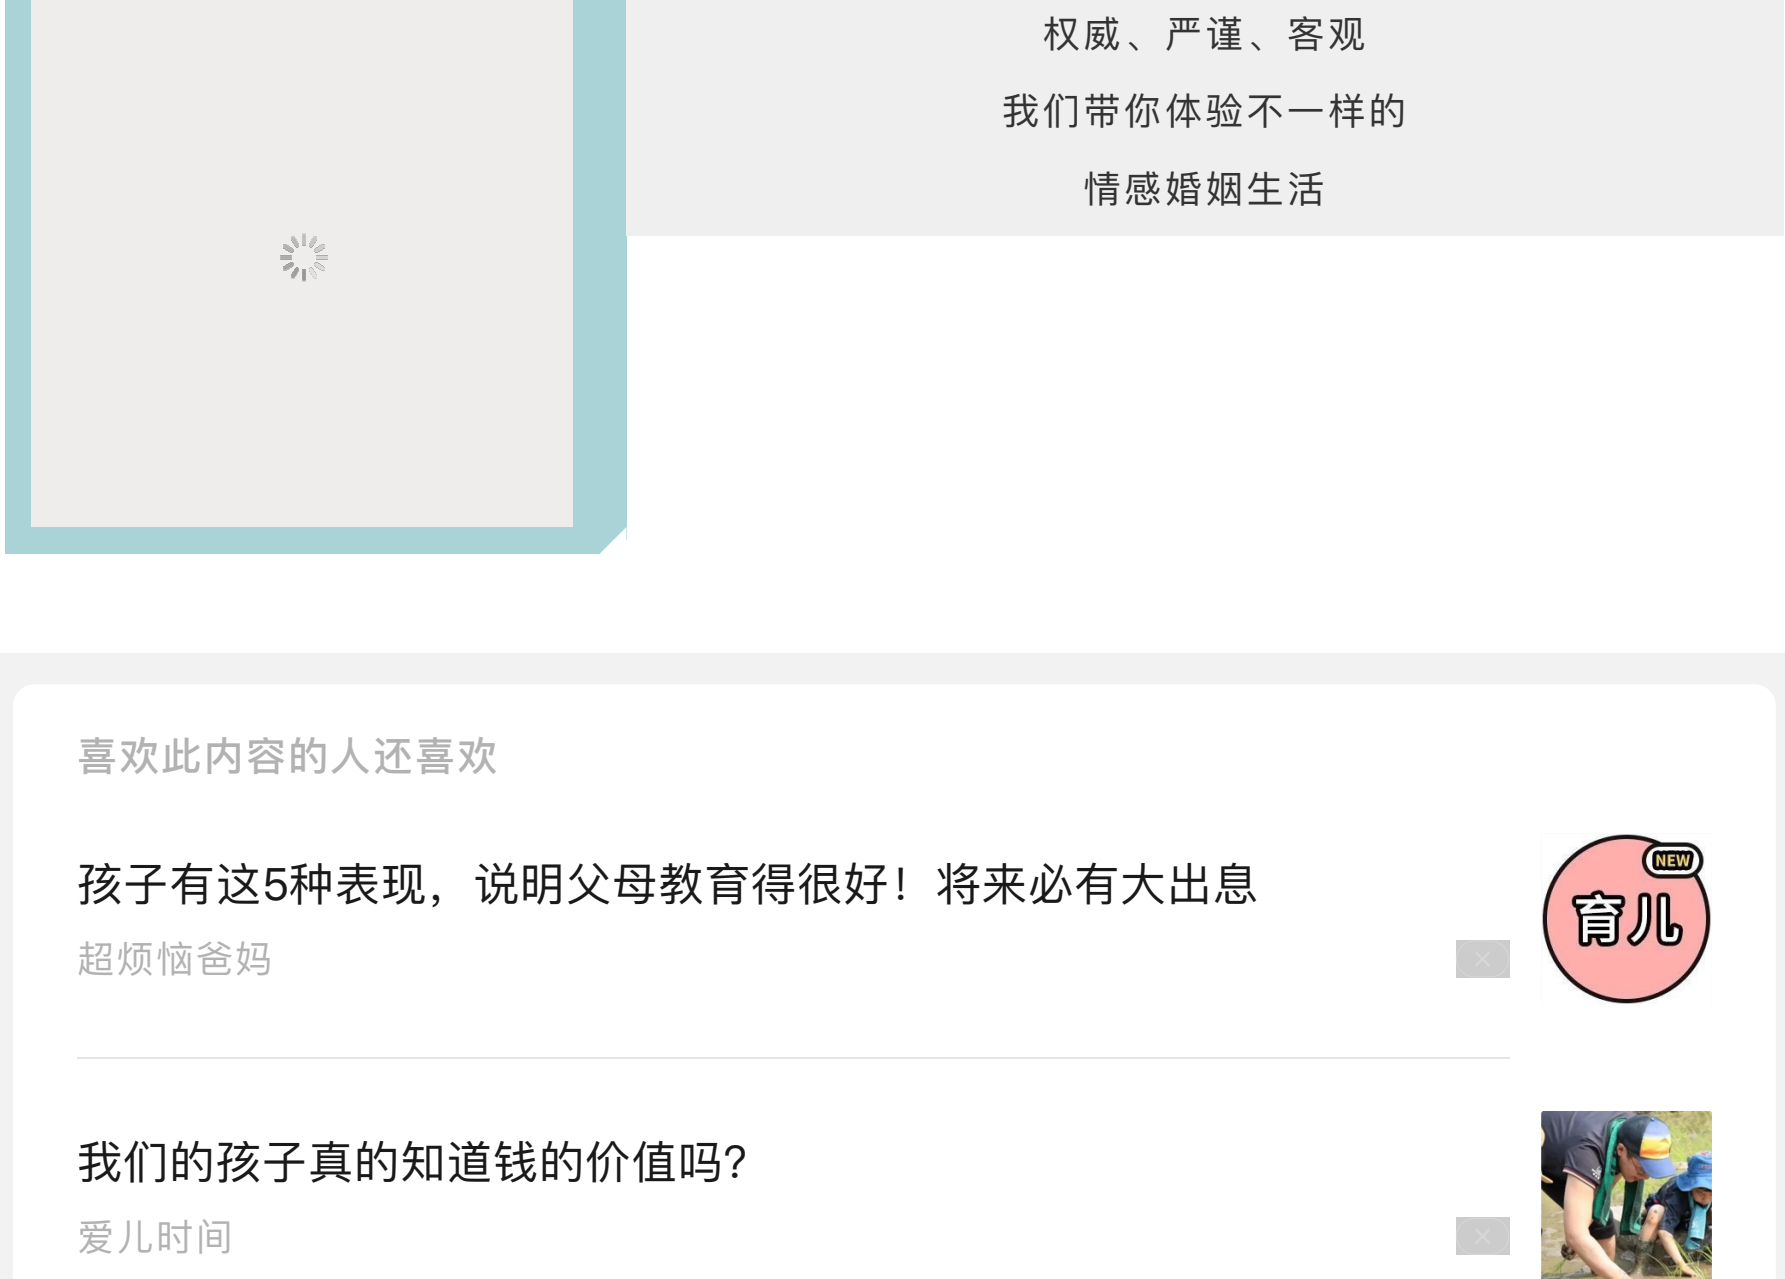 权威、严谨、客观
我们带你体验不一样的
情感婚姻生活
喜欢此内容的人还喜欢
孩子有这5种表现，说明父母教育得很好！将来必有大出息
超烦恼爸妈
NEW
育儿
我们的孩子真的知道钱的价值吗?
爱儿时间